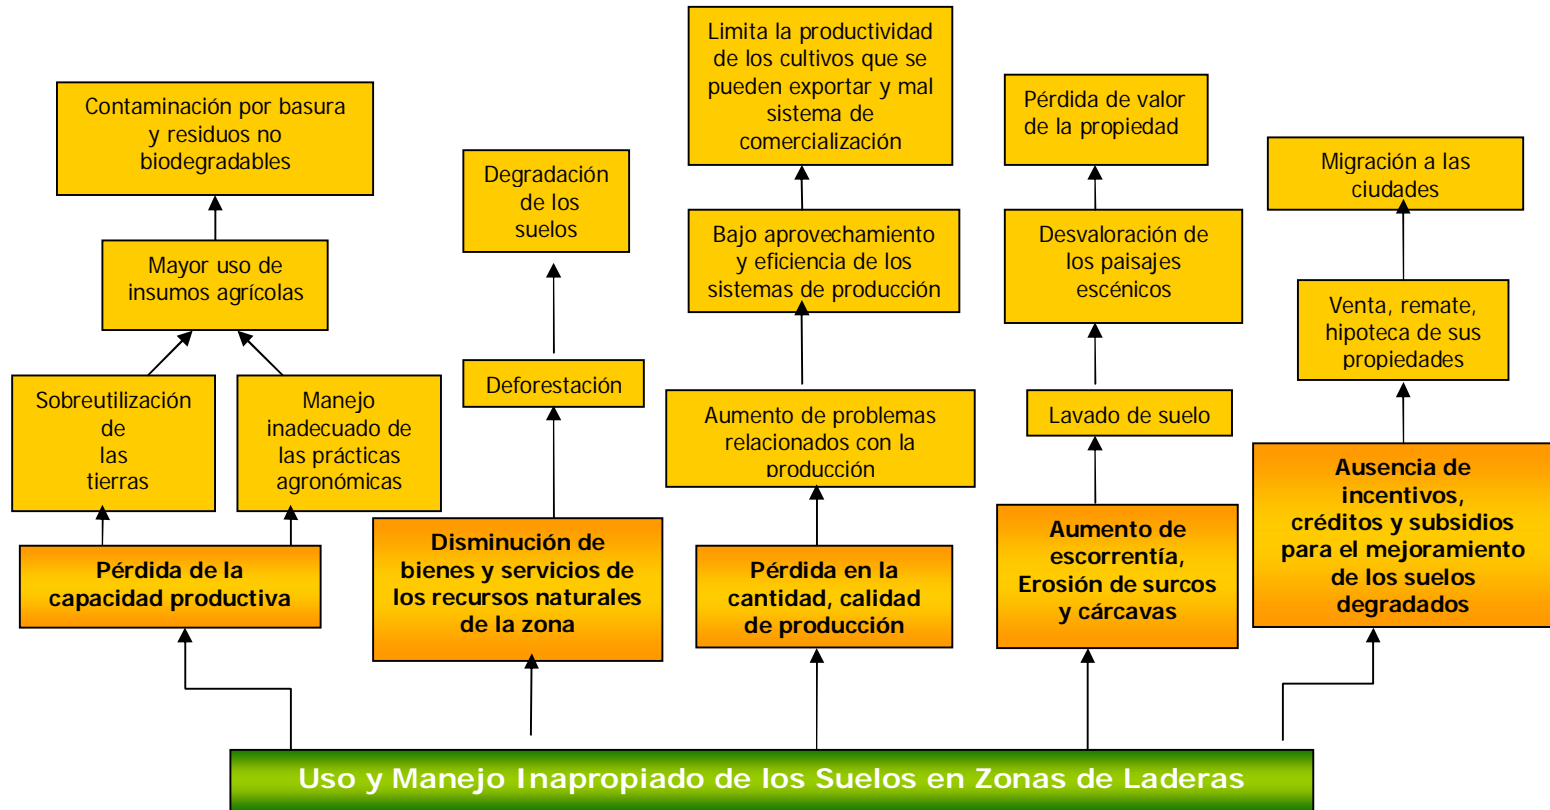 Contaminación por basura
y residuos no
biodegradables
Mayor uso de
insumos agrícolas
Sobreutilización
de
las
tierras
Manejo
inadecuado de
las prácticas
agronómicas
Pérdida de la
capacidad productiva
Degradación
de los
suelos
Deforestación
Disminución de
bienes y servicios de
los recursos naturales
de la zona
Limita la productividad
de los cultivos que se
pueden exportar y mal
sistema de
comercialización
Bajo aprovechamiento
y eficiencia de los
sistemas de producción
Aumento de problemas
relacionados con la
producción
Pérdida en la
cantidad, calidad
de producción
Pérdida de valor
de la propiedad
Desvaloración de
los paisajes
escénicos
Lavado de suelo
Aumento de
escorrentía,
Erosión de surcos
y cárcavas
Migración a las
ciudades
Venta, remate,
hipoteca de sus
propiedades
Ausencia de
incentivos,
créditos y subsidios
para el mejoramiento
de los suelos
degradados
Uso y Manejo Inapropiado de los Suelos en Zonas de Laderas